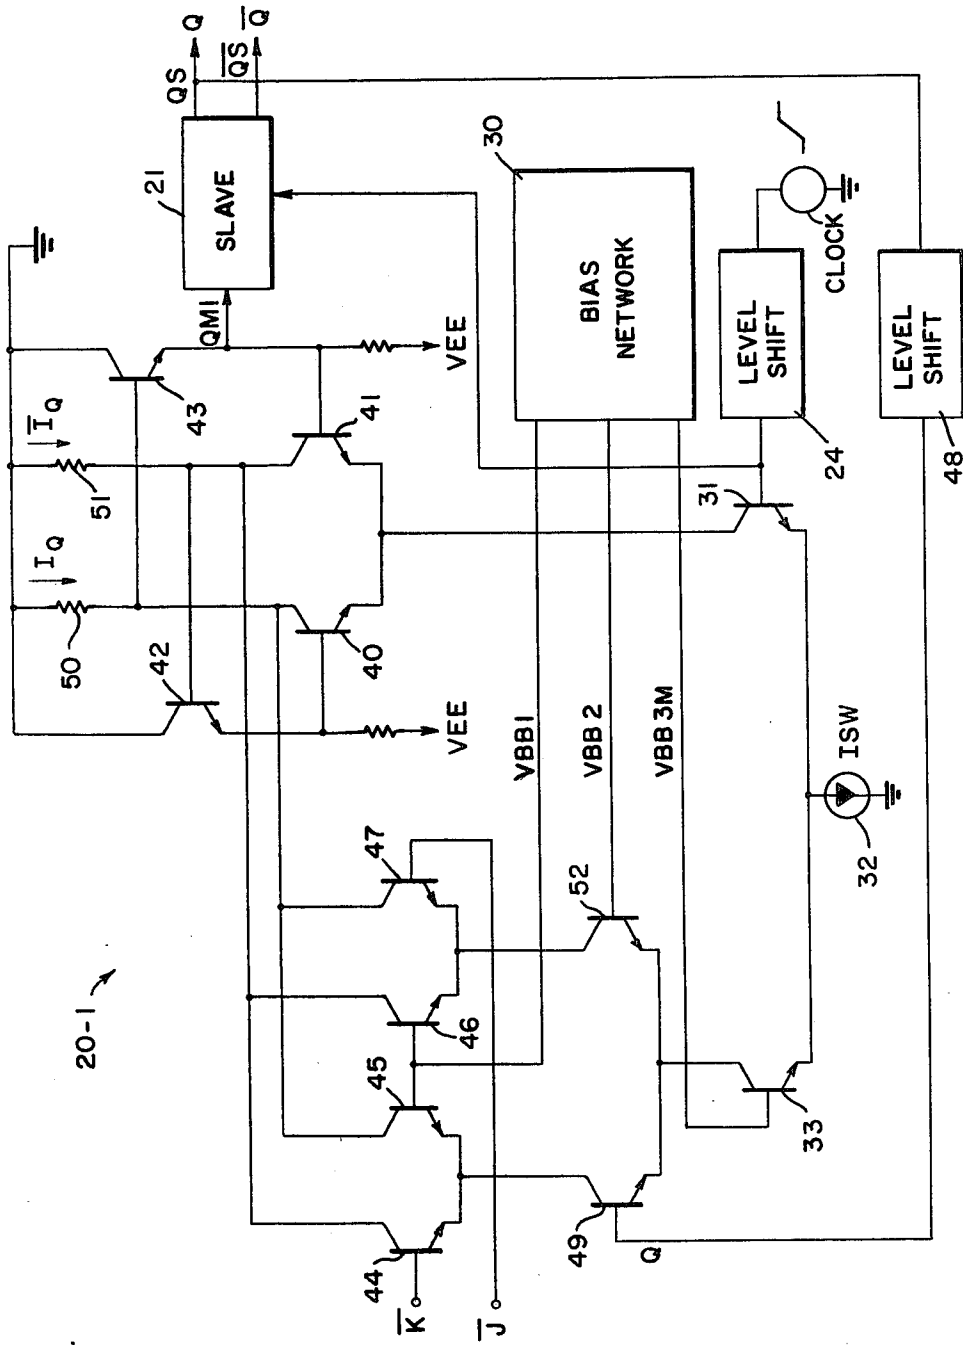 Q
Q̅
QS
Q̅S̅
21
SLAVE
QM1
30
BIAS
NETWORK
CLOCK
LEVEL
SHIFT
24
LEVEL
SHIFT
48
I̅Q
IQ
51
50
43
41
VEE
42
40
VEE
31
VBB1
VBB2
VBB3M
ISW
32
20-1
47
46
45
44
52
49
33
Q
K̅
J̅